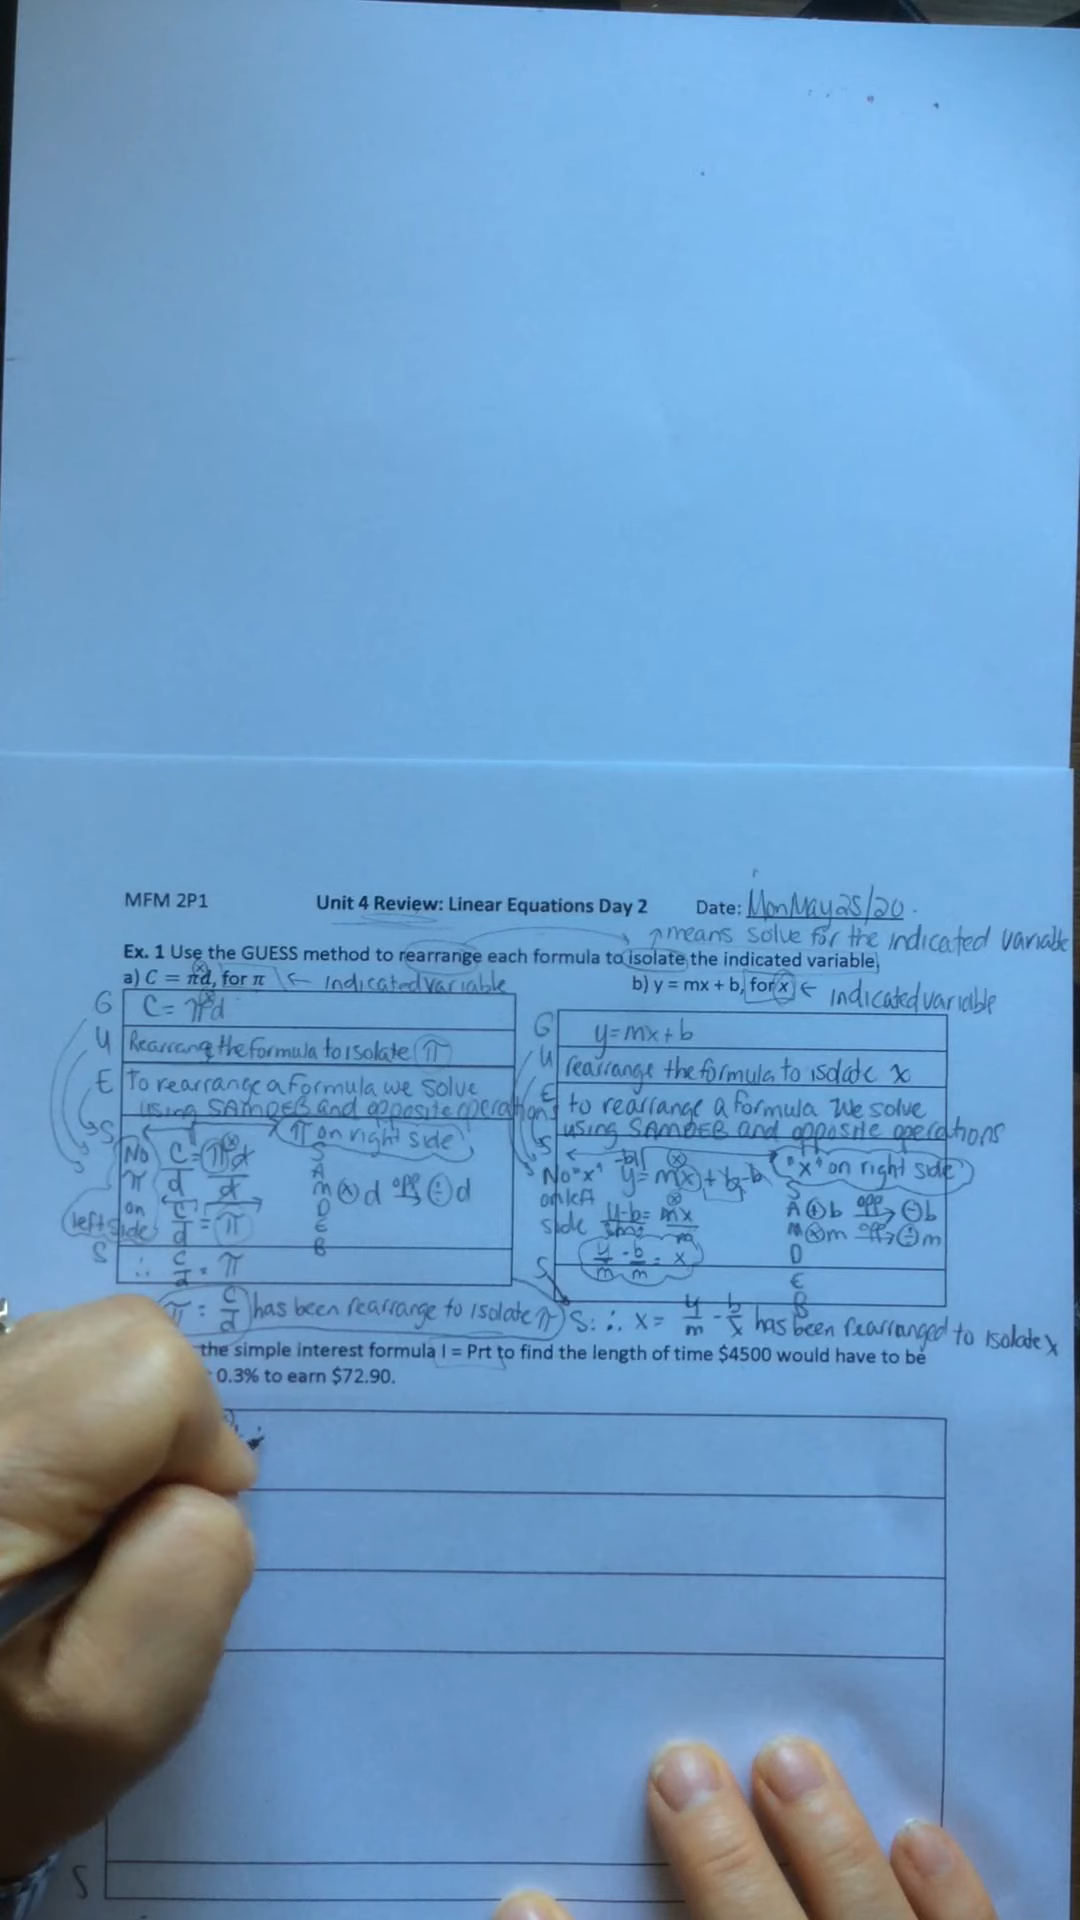 MFM 2P1 Unit 4 Review: Linear Equations Day 2 Date: Mon May 25/20.
↑ means solve for the indicated variable
Ex. 1 Use the GUESS method to rearrange each formula to isolate the indicated variable.
a) C = πd, for π ← indicated variable
b) y = mx + b, for x ← indicated variable
G C = πd
U Rearrange the formula to isolate π
E To rearrange a formula we solve
using SAMDEB and opposite operations
S π on right side
No π on left side
C = πd
d d
C/d = π
S
A
M ⊗ d opp ÷ d
D
E
B
S ∴ C/d = π
π = C/d has been rearrange to isolate π
G y = mx + b
U rearrange the formula to isolate x
E to rearrange a formula we solve
using SAMDEB and opposite operations
S "x" on right side
No "x" on left side
-b y = mx + b - b
y - b = mx
y/m - b/m = x
S
A ⊕ b opp → ⊖ b
M ⊗ m opp → ÷ m
D
E
B
S
S: ∴ x = y/m - b/x has been rearranged to isolate x
the simple interest formula I = Prt to find the length of time $4500 would have to be
0.3% to earn $72.90.
S